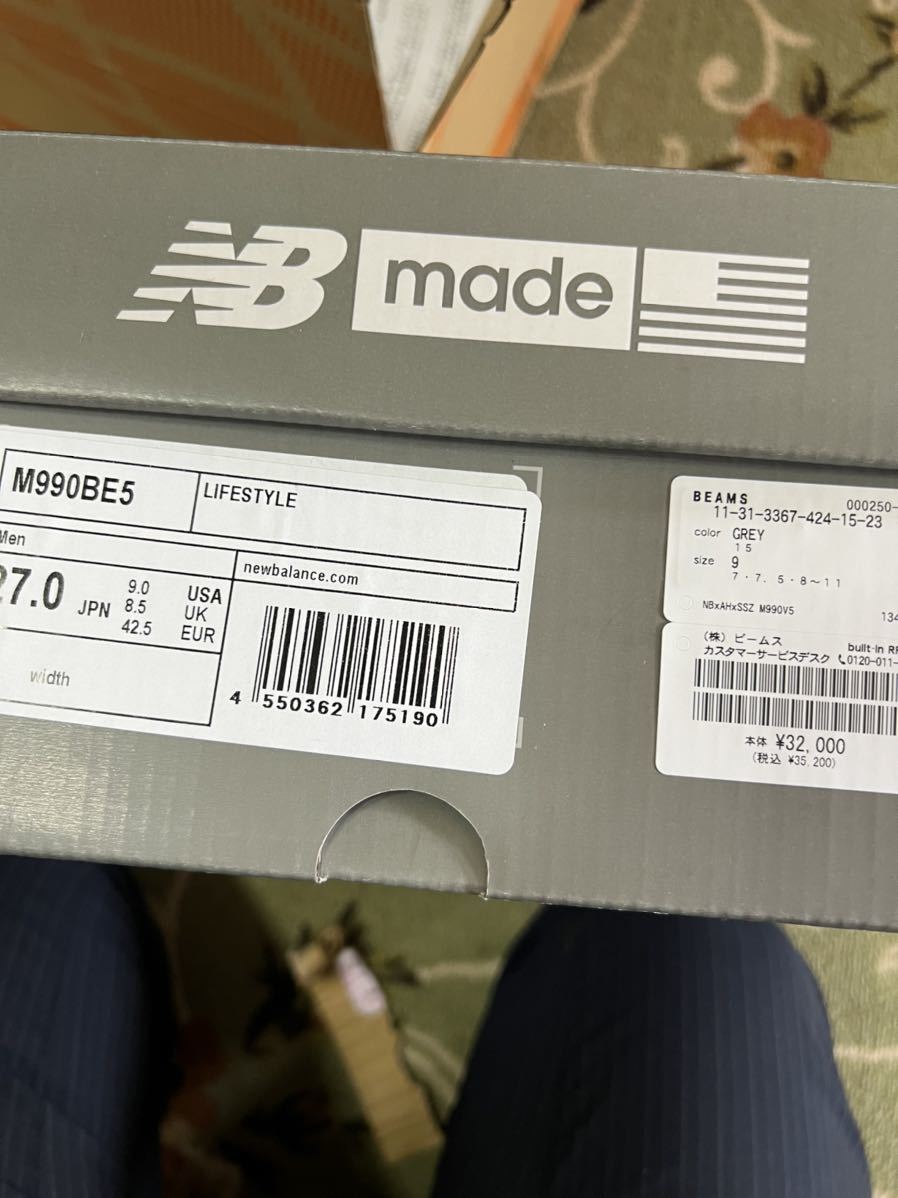 NB made
M990BE5
LIFESTYLE
Men
27.0 JPN
9.0 USA
8.5 UK
42.5 EUR
width
newbalance.com
4 550362 175190
BEAMS 000250-
11-31-3367-424-15-23
color GREY
15
size 9
7・7.5・8～11
NBxAHxSSZ M990V5 134
(株)ビームス built-in RF
カスタマーサービスデスク 0120-011-
本体 ¥32,000
(税込 ¥35,200)